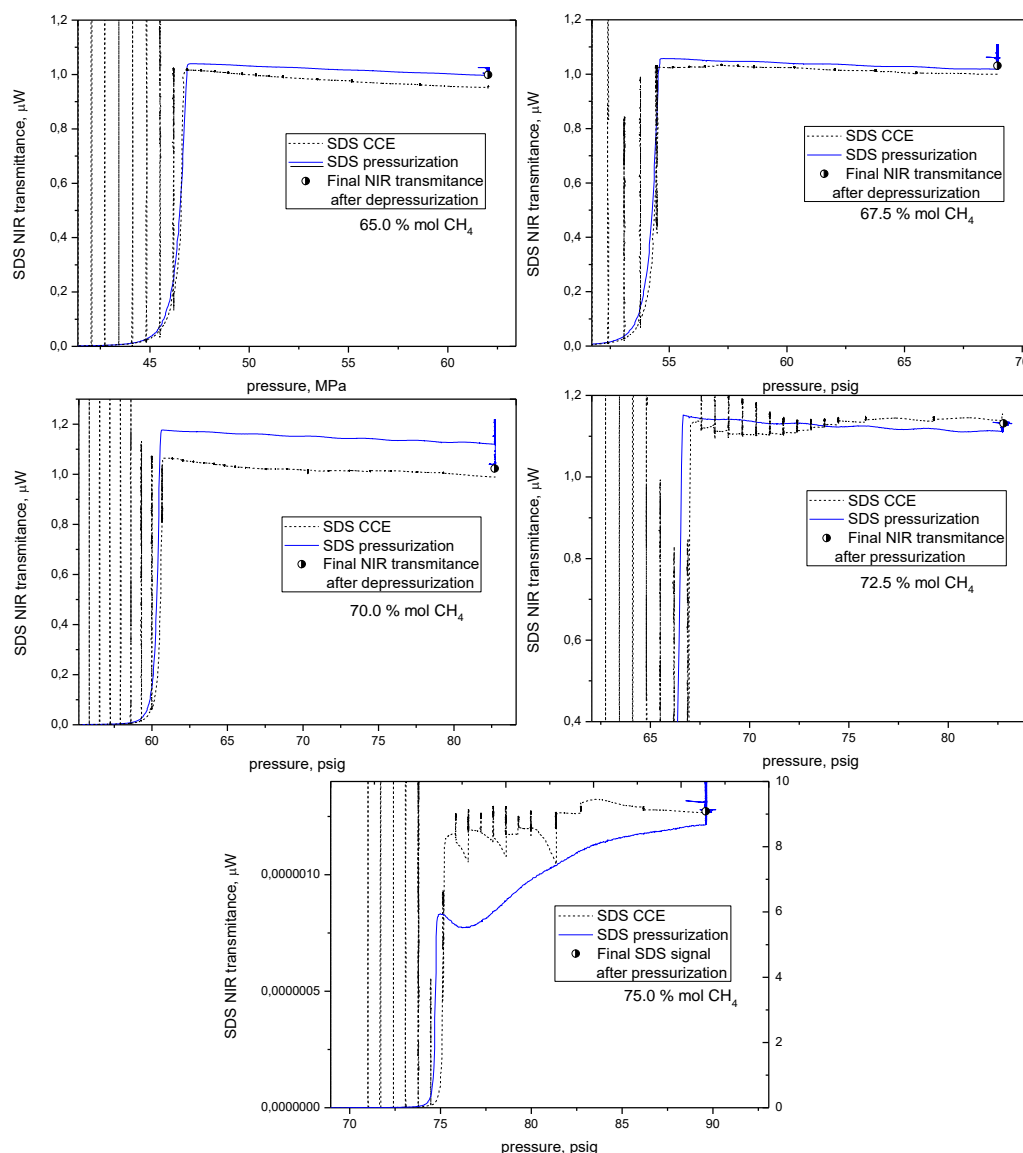 1,2
1,0
0,8
0,6
0,4
0,2
0,0
SDS NIR transmittance, μW
SDS CCE
SDS pressurization
Final NIR transmitance
after depressurization
65.0 % mol CH4
45 50 55 60
pressure, MPa
1,2
1,0
0,8
0,6
0,4
0,2
0,0
SDS NIR transmitance, μW
SDS CCE
SDS pressurization
Final NIR transmitance
after depressurization
67.5 % mol CH4
55 60 65 70
pressure, psig
1,2
1,0
0,8
0,6
0,4
0,2
0,0
SDS NIR transmitance, μW
SDS CCE
SDS pressurization
Final NIR transmitance
after depressurization
70.0 % mol CH4
60 65 70 75 80
pressure, psig
1,2
1,1
1,1
0,8
0,6
0,4
SDS NIR transmitance, μW
SDS CCE
SDS pressurization
Final NIR transmitance
after pressurization
72.5 % mol CH4
65 70 75 80
pressure, psig
0,0000010
0,0000005
0,0000000
SDS NIR transmitance, μW
SDS CCE
SDS pressurization
Final SDS signal
after pressurization
75.0 % mol CH4
10
8
6
4
2
0
70 75 80 85 90
pressure, psig